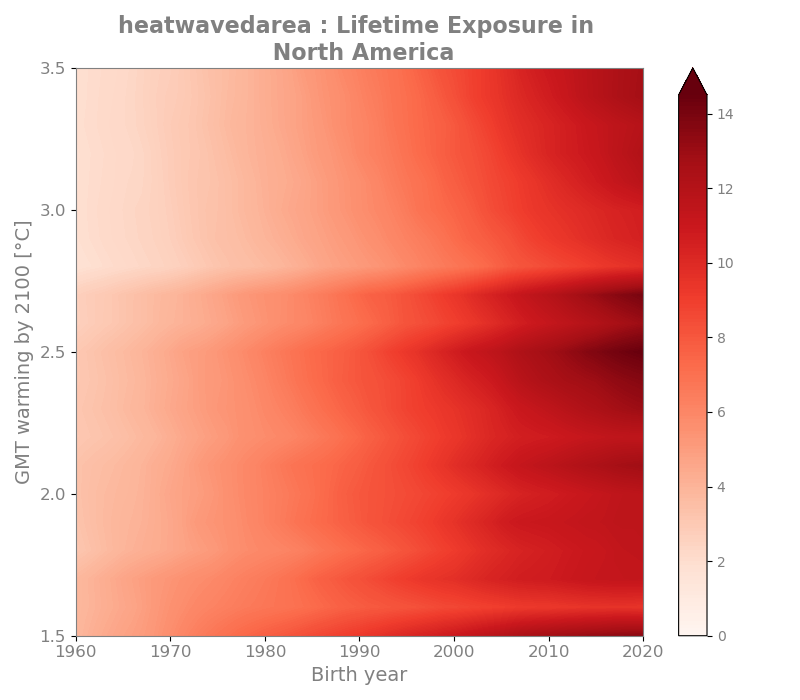 heatwavedarea : Lifetime Exposure in
North America
GMT warming by 2100 [°C]
3.5
3.0
2.5
2.0
1.5
1960 1970 1980 1990 2000 2010 2020
Birth year
14
12
10
8
6
4
2
0